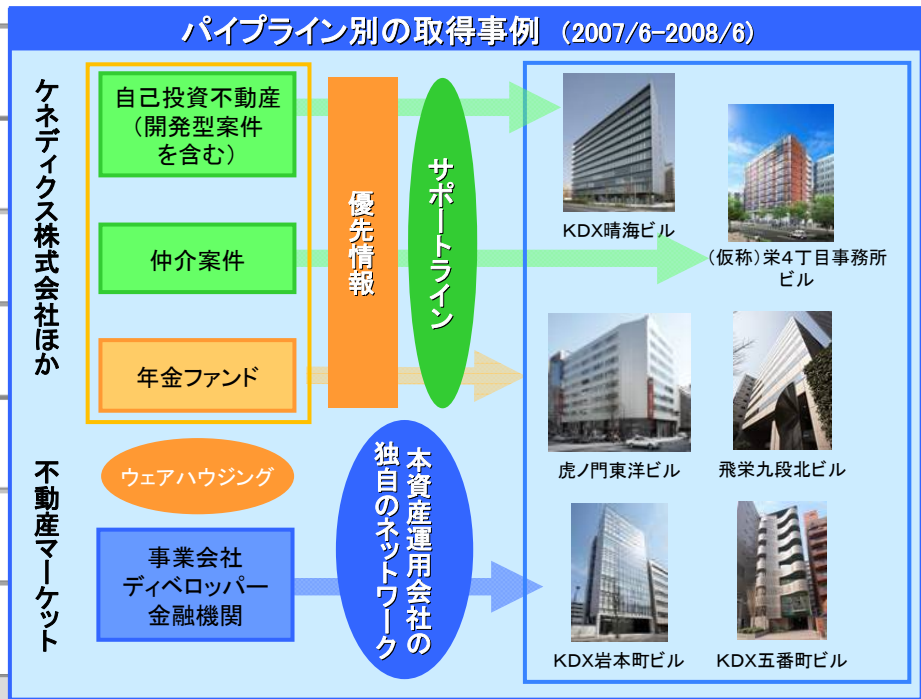 パイプライン別の取得事例 (2007/6-2008/6)
ケネディクス株式会社ほか
自己投資不動産
(開発型案件
を含む)
仲介案件
年金ファンド
優先情報
サポートライン
KDX晴海ビル
(仮称)栄4丁目事務所
ビル
虎ノ門東洋ビル
飛栄九段北ビル
不動産マーケット
ウェアハウジング
事業会社
ディベロッパー
金融機関
本資産運用会社の
独自のネットワーク
KDX岩本町ビル
KDX五番町ビル